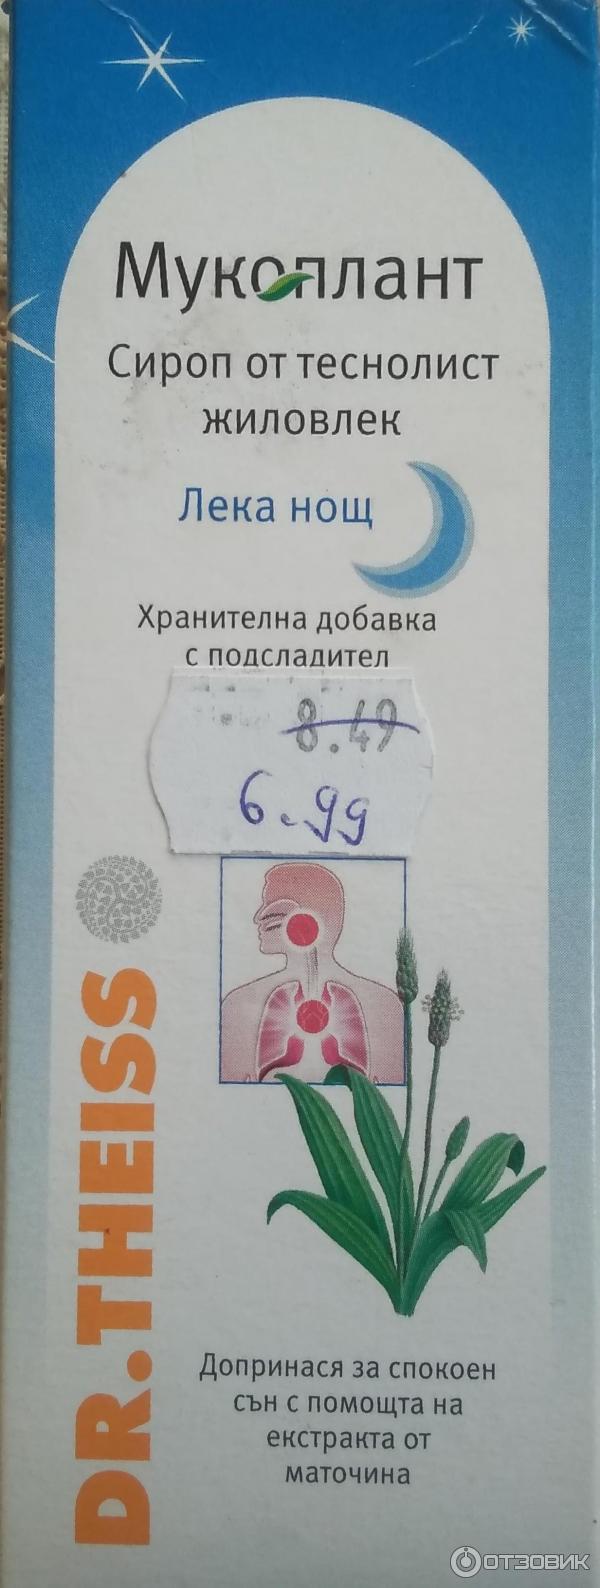 Мукоплант
Сироп от теснолист
жиловлек
Лека нощ
Хранителна добавка
с подсладител
8.49
6.99
DR.THEISS
Допринася за спокоен
сън с помощта на
екстракта от
маточина
ОТЗОВИК